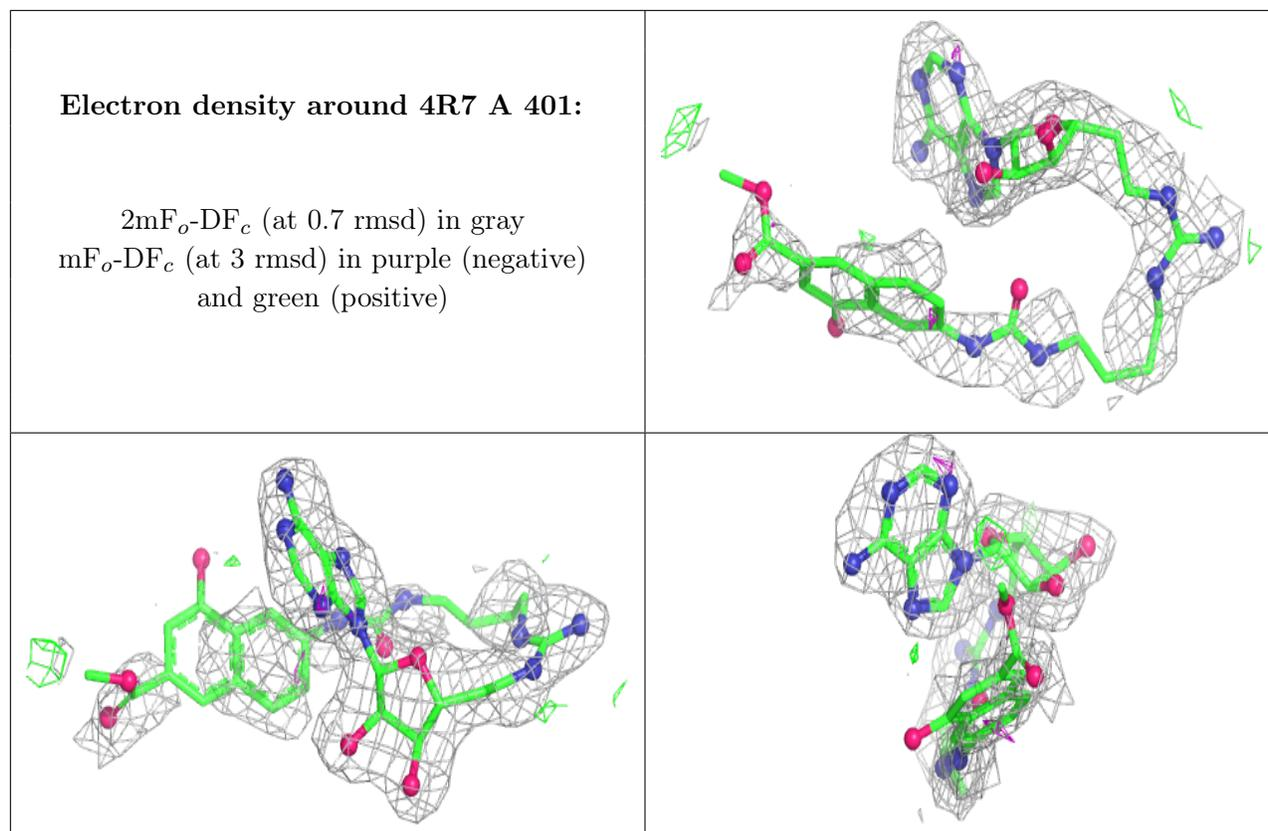 Electron density around 4R7 A 401:
2mFo-DFc (at 0.7 rmsd) in gray
mFo-DFc (at 3 rmsd) in purple (negative)
and green (positive)